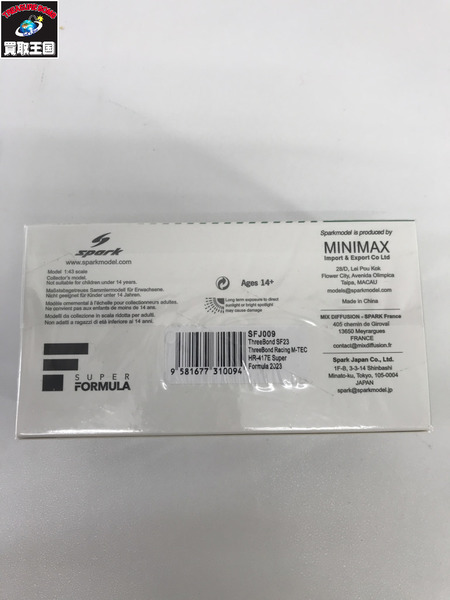 TREASURE
買取王国
spark
www.sparkmodel.com
Model 1:43 scale
Collector's model.
Not suitable for children under 14 years.
Maßstabsgetreues Sammlermodell für Erwachsene.
Nicht geeignet für Kinder unter 14 Jahren.
Modèle ornemental à l'échelle pour collectionneurs adultes.
Ne convient pas aux enfants de moins de 14 ans.
Modelli da collezione in scala ridotta per adulti.
Non adatti a ragazzi di età inferiore ai 14 anni.
Ages 14+
Long term exposure to direct
sunlight or bright spotlight
may cause damage.
SUPER
FORMULA
9 581677 310094
SFJ009
ThreeBond SF23
ThreeBond Racing M-TEC
HR-417E Super
Formula 2023
Sparkmodel is produced by
MINIMAX
Import & Export Co Ltd
28/D, Lei Pou Kok
Flower City, Avenida Olimpica
Taipa, MACAU
models@sparkmodel.com
Made in China
MIX DIFFUSION - SPARK France
405 chemin de Giroval
13650 Meyrargues
FRANCE
contact@mixdiffusion.fr
Spark Japan Co., Ltd.
1F-B, 3-3-14 Shinbashi
Minato-ku, Tokyo, 105-0004
JAPAN
spark@sparkmodel.jp